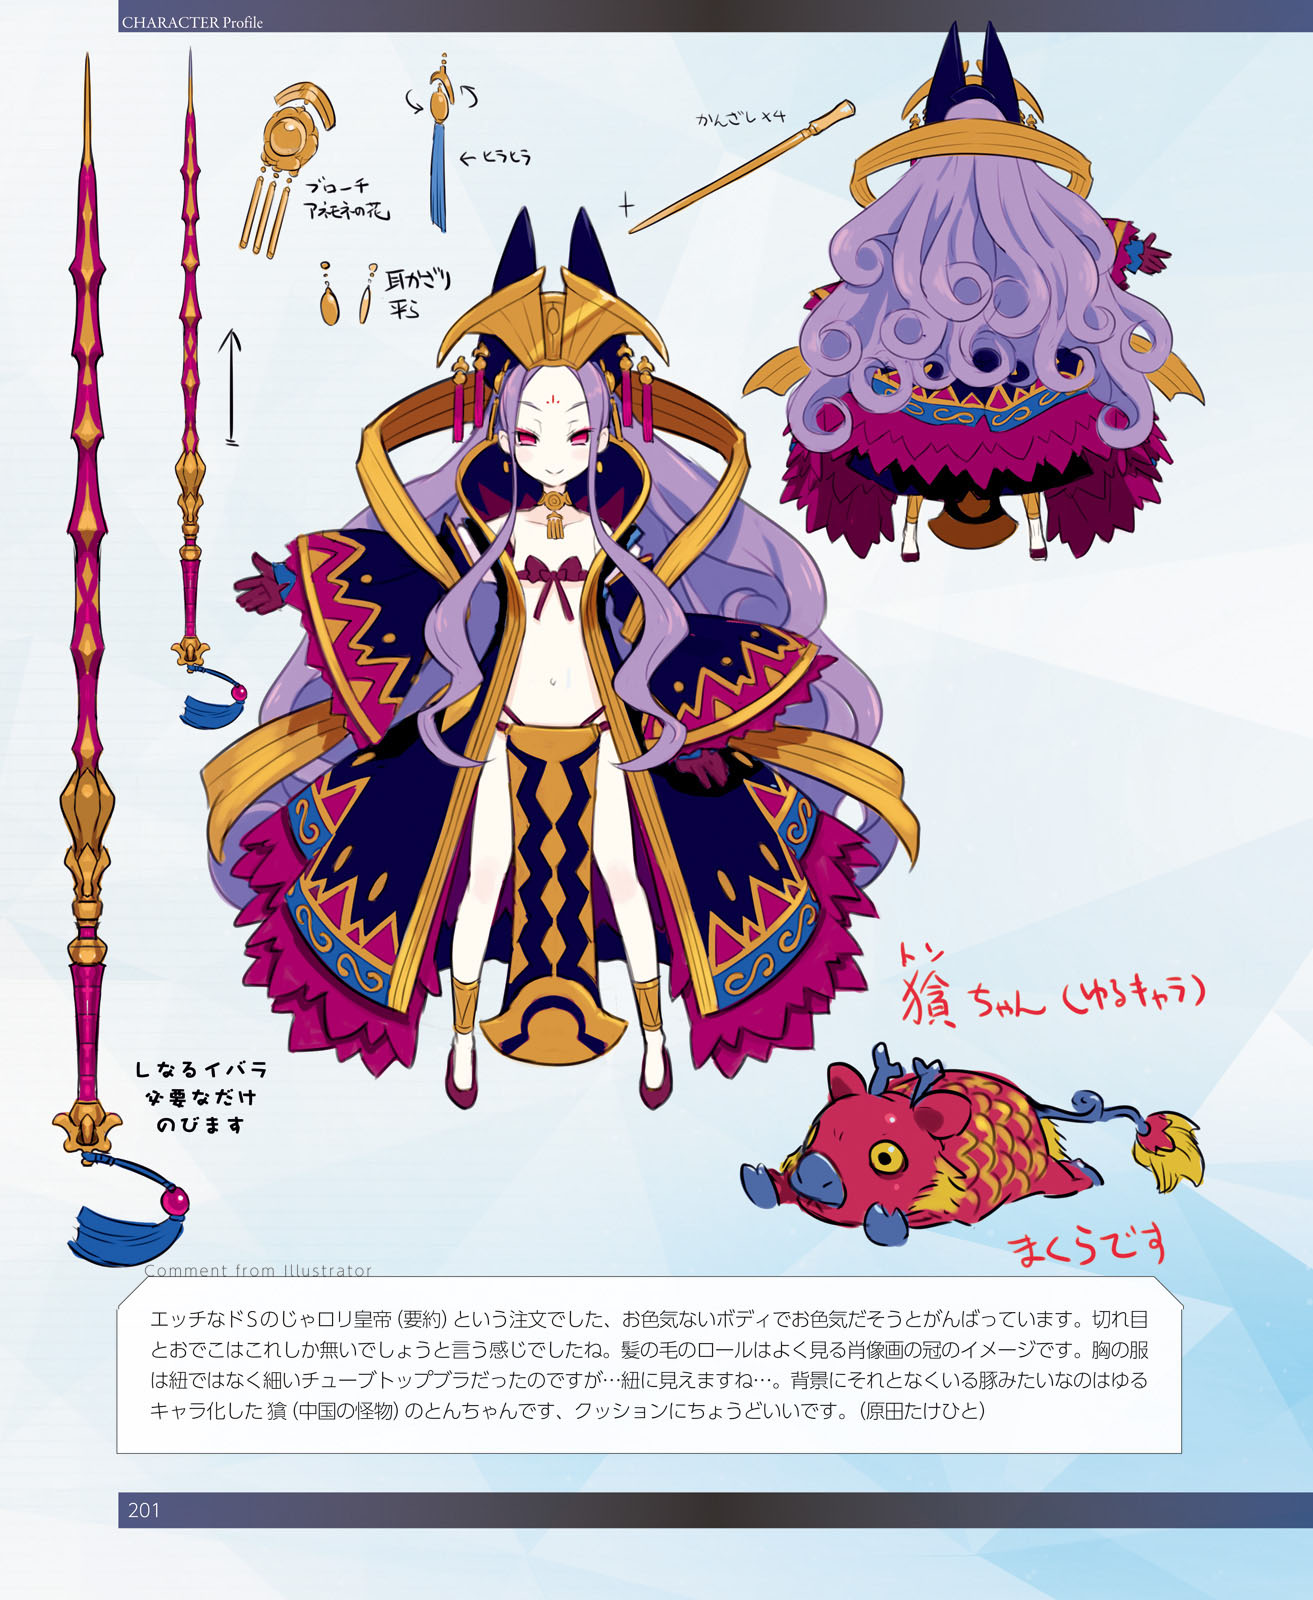 CHARACTER Profile
かんざし×4
ヒラヒラ
ブローチ
アネモネの花
耳かざり
平ら
しなるイバラ
必要なだけ
のびます
トン
獖ちゃん(ゆるキャラ)
まくらです
Comment from Illustrator
エッチなドSのじゃロリ皇帝(要約)という注文でした、お色気ないボディでお色気だそうとがんばっています。切れ目
とおでこはこれしか無いでしょうと言う感じでしたね。髪の毛のロールはよく見る肖像画の冠のイメージです。胸の服
は紐ではなく細いチューブトップブラだったのですが…紐に見えますね…。背景にそれとなくいる豚みたいなのはゆる
キャラ化した(中国の怪物)のとんちゃんです、クッションにちょうどいいです。(原田たけひと)
201